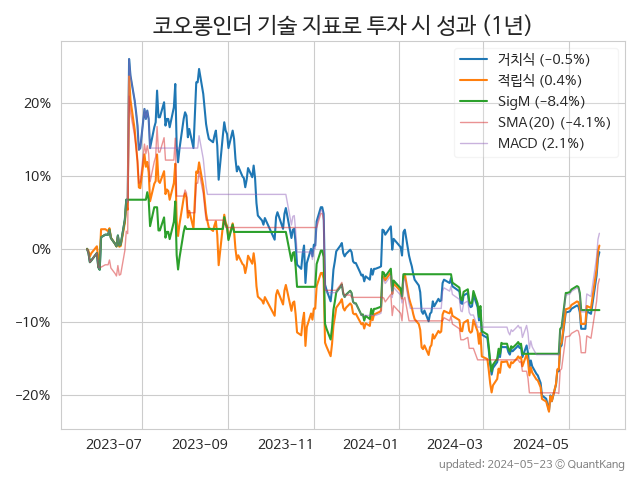 코오롱인더 기술 지표로 투자 시 성과 (1년)
거치식 (−0.5%)
적립식 (0.4%)
SigM (−8.4%)
SMA(20) (−4.1%)
MACD (2.1%)
20%
10%
0%
−10%
−20%
2023−07
2023−09
2023−11
2024−01
2024−03
2024−05
updated: 2024−05−23 ⓒ QuantKang